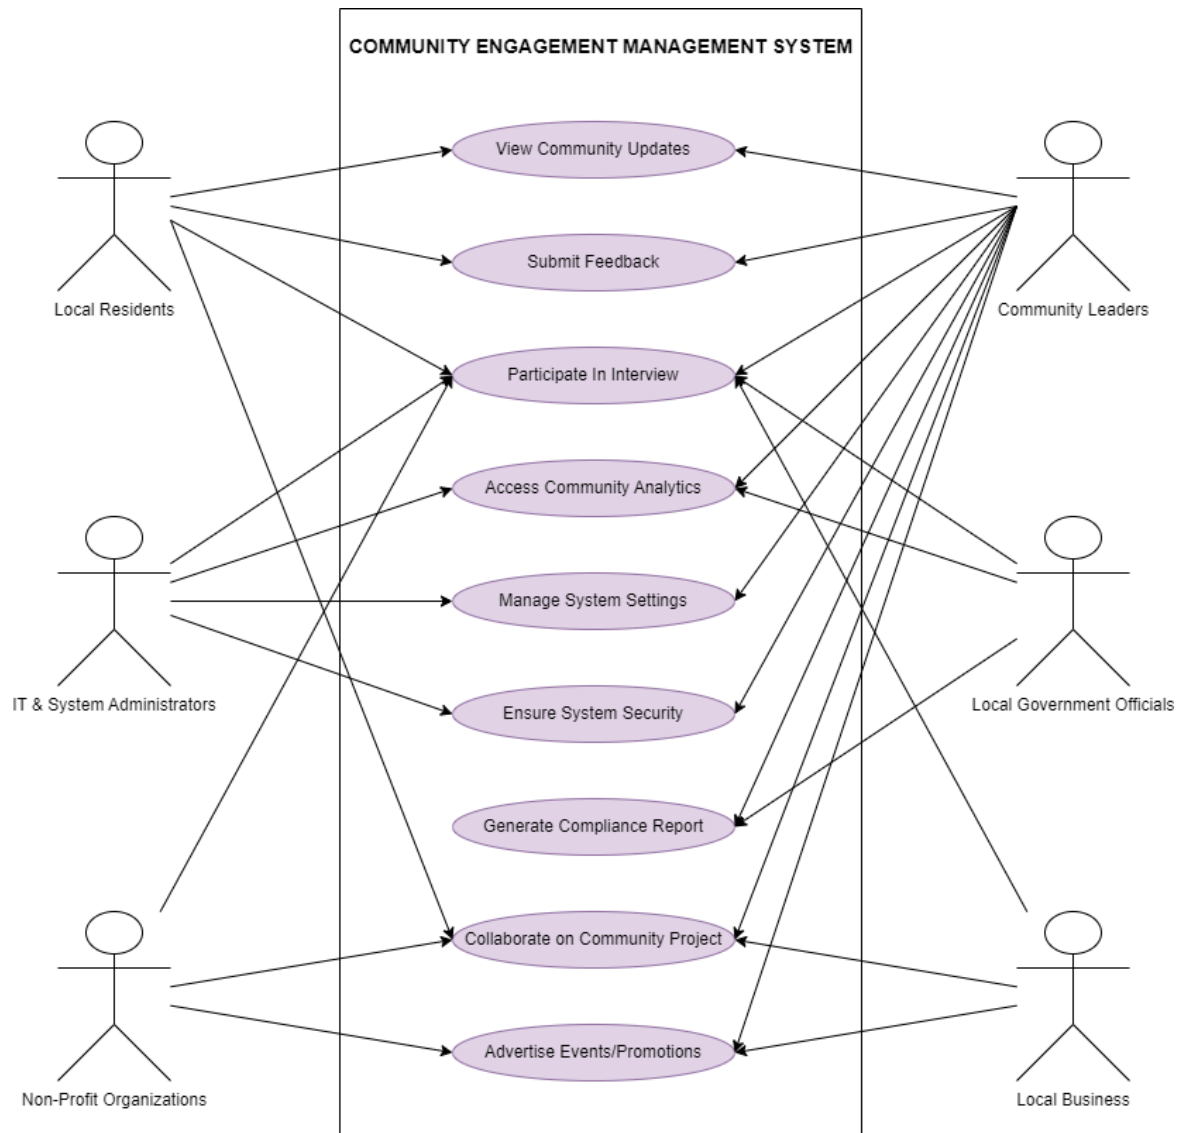 COMMUNITY ENGAGEMENT MANAGEMENT SYSTEM
View Community Updates
Submit Feedback
Local Residents
Community Leaders
Participate In Interview
Access Community Analytics
Manage System Settings
IT & System Administrators
Local Government Officials
Ensure System Security
Generate Compliance Report
Collaborate on Community Project
Advertise Events/Promotions
Non-Profit Organizations
Local Business